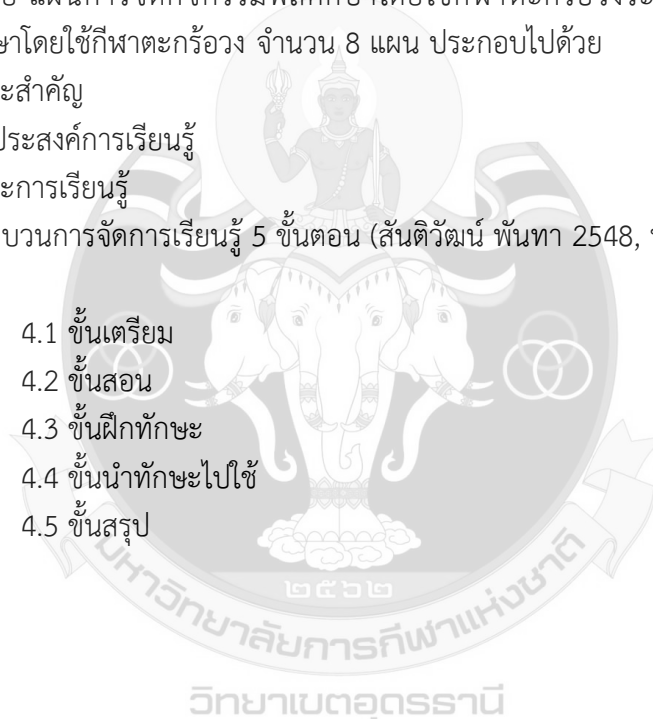 แผนการจัดกิจกรรมพลศึกษาโดยใช้กีฬาตะกร้อวง
ษาโดยใช้กีฬาตะกร้อวง จำนวน 8 แผน ประกอบไปด้วย
ะสำคัญ
ประสงค์การเรียนรู้
ะการเรียนรู้
บวนการจัดการเรียนรู้ 5 ขั้นตอน (สันติวัฒน์ พันทา 2548,
4.1 ขั้นเตรียม
4.2 ขั้นสอน
4.3 ขั้นฝึกทักษะ
4.4 ขั้นนำทักษะไปใช้
4.5 ขั้นสรุป
๒๕๖๒
มหาวิทยาลัยการกีฬาแห่งชาติ
วิทยาเขตอุดรธานี